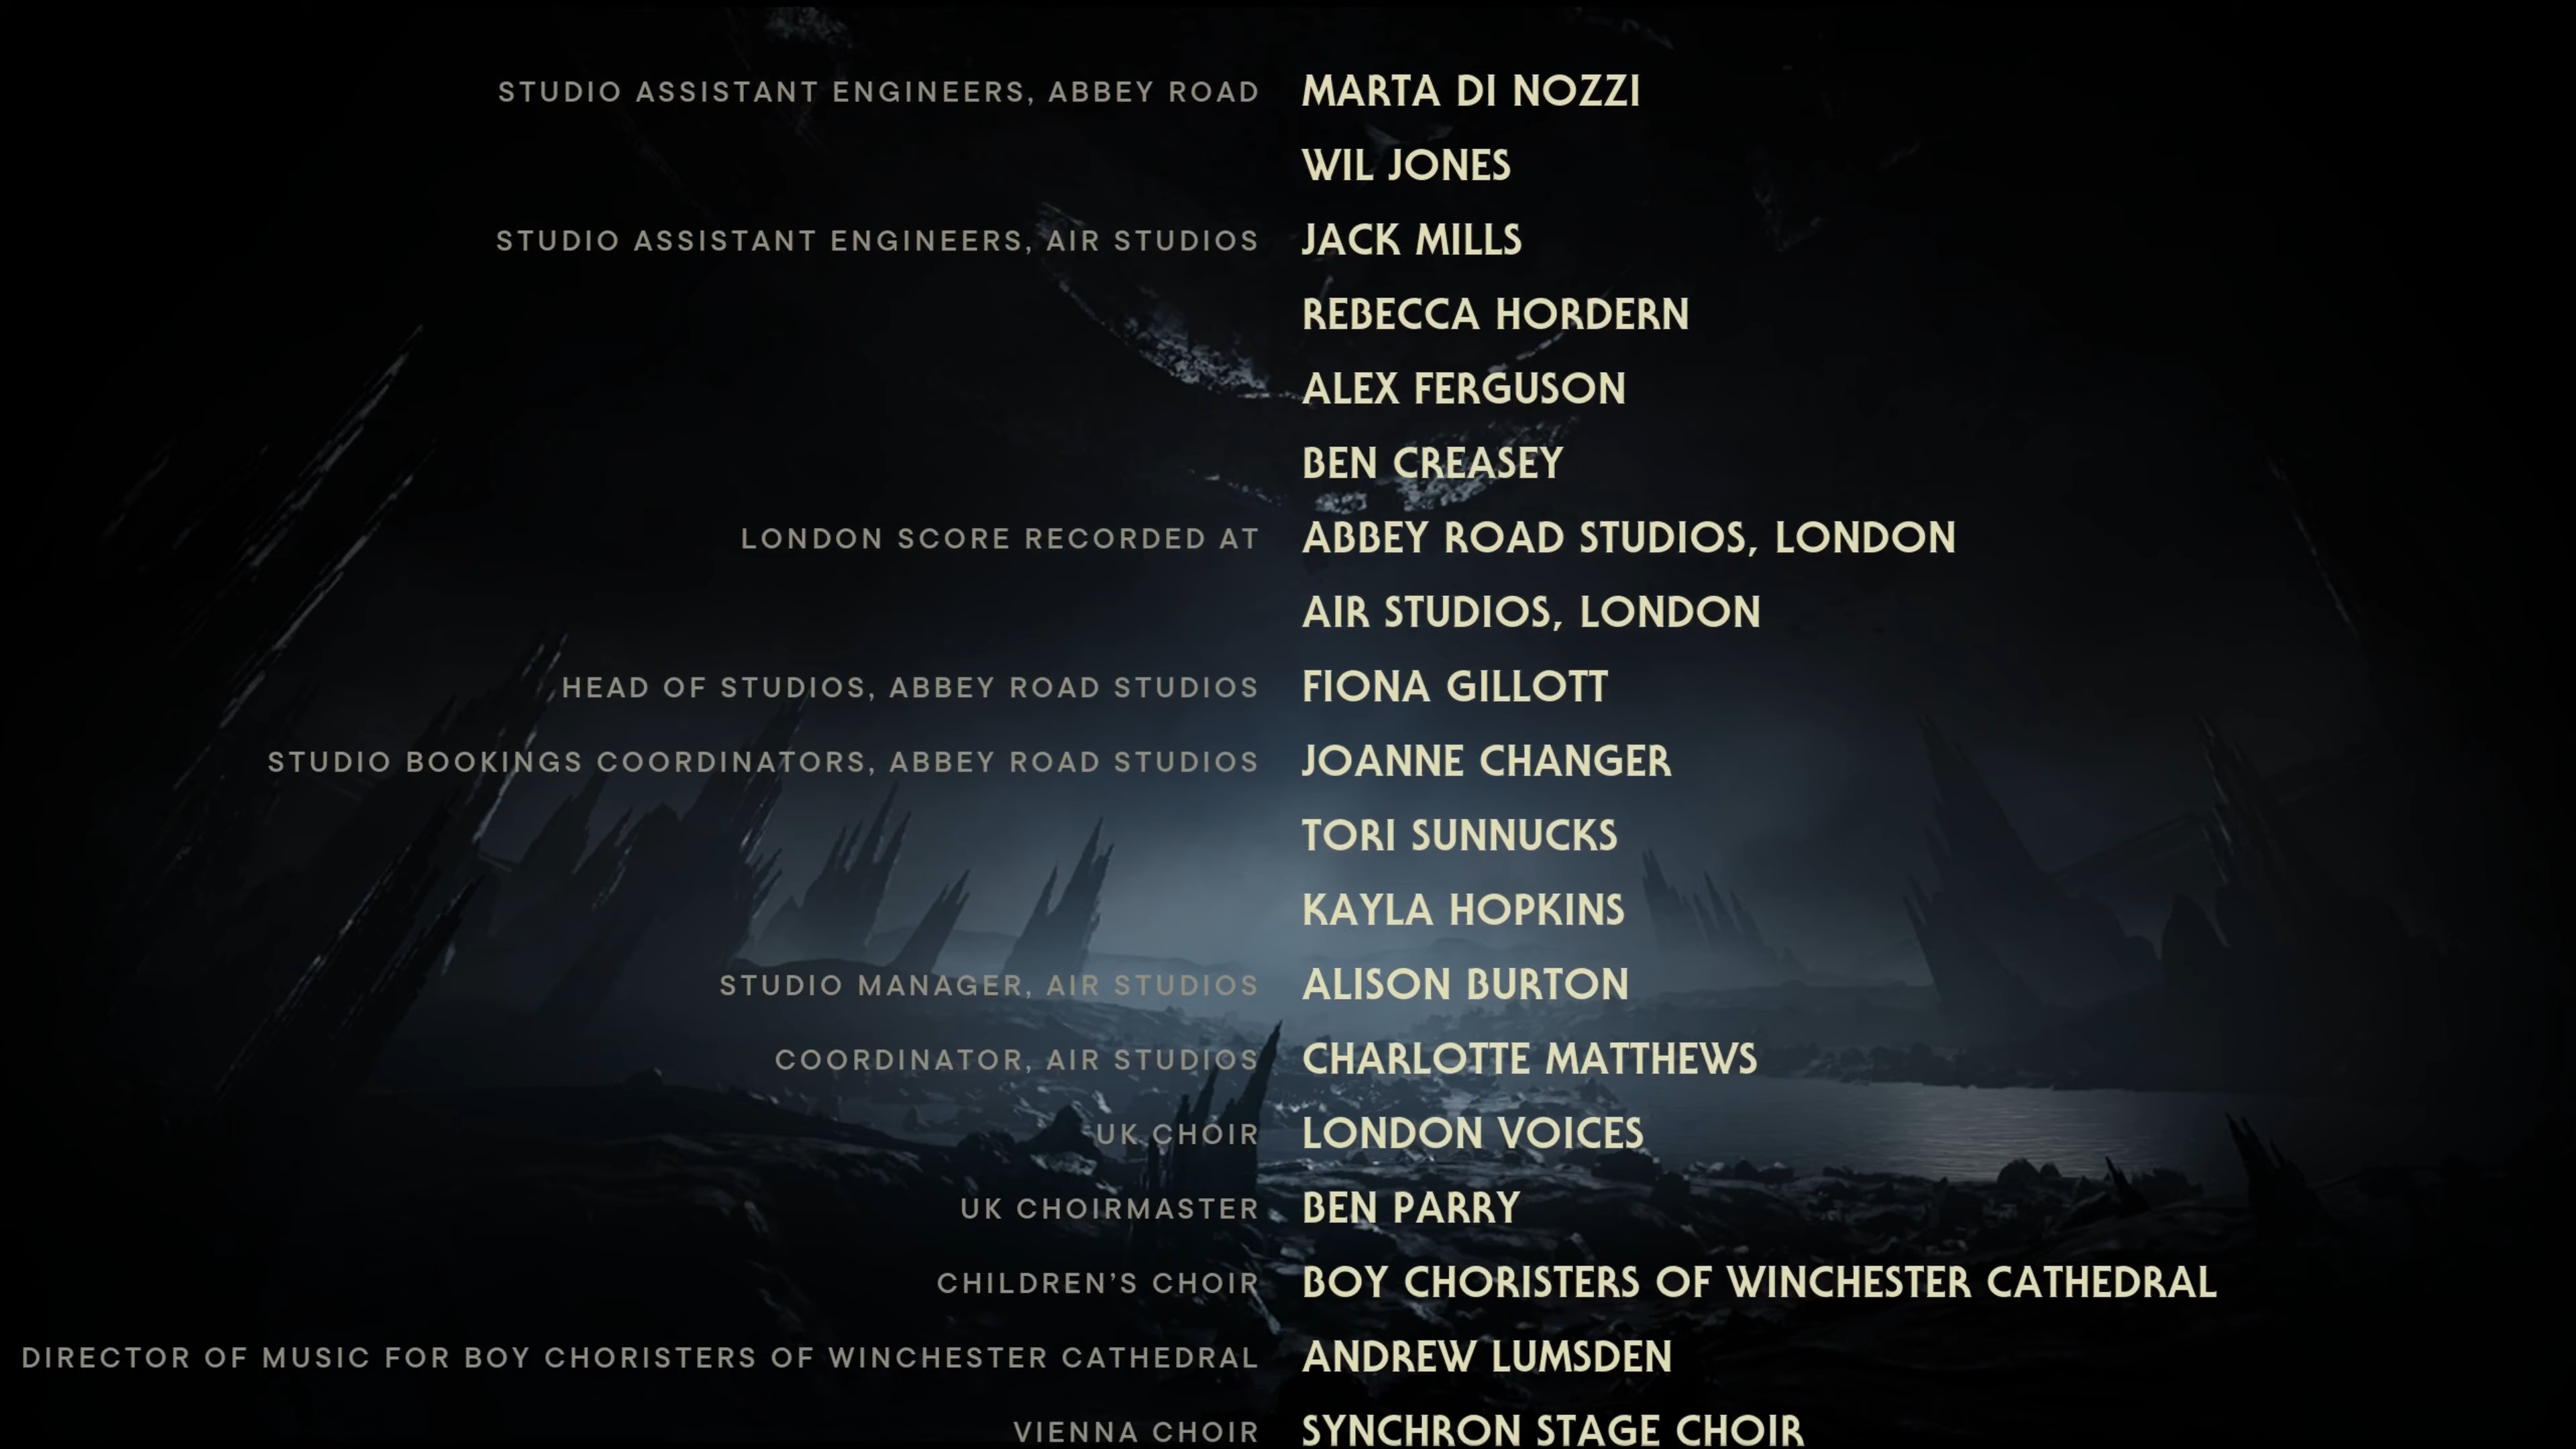 STUDIO ASSISTANT ENGINEERS, ABBEY ROAD MARTA DI NOZZI
WIL JONES
STUDIO ASSISTANT ENGINEERS, AIR STUDIOS JACK MILLS
REBECCA HORDERN
ALEX FERGUSON
BEN CREASEY
LONDON SCORE RECORDED AT ABBEY ROAD STUDIOS, LONDON
AIR STUDIOS, LONDON
HEAD OF STUDIOS, ABBEY ROAD STUDIOS FIONA GILLOTT
STUDIO BOOKINGS COORDINATORS, ABBEY ROAD STUDIOS JOANNE CHANGER
TORI SUNNUCKS
KAYLA HOPKINS
STUDIO MANAGER, AIR STUDIOS ALISON BURTON
COORDINATOR, AIR STUDIOS CHARLOTTE MATTHEWS
UK CHOIR LONDON VOICES
UK CHOIRMASTER BEN PARRY
CHILDREN'S CHOIR BOY CHORISTERS OF WINCHESTER CATHEDRAL
DIRECTOR OF MUSIC FOR BOY CHORISTERS OF WINCHESTER CATHEDRAL ANDREW LUMSDEN
VIENNA CHOIR SYNCHRON STAGE CHOIR